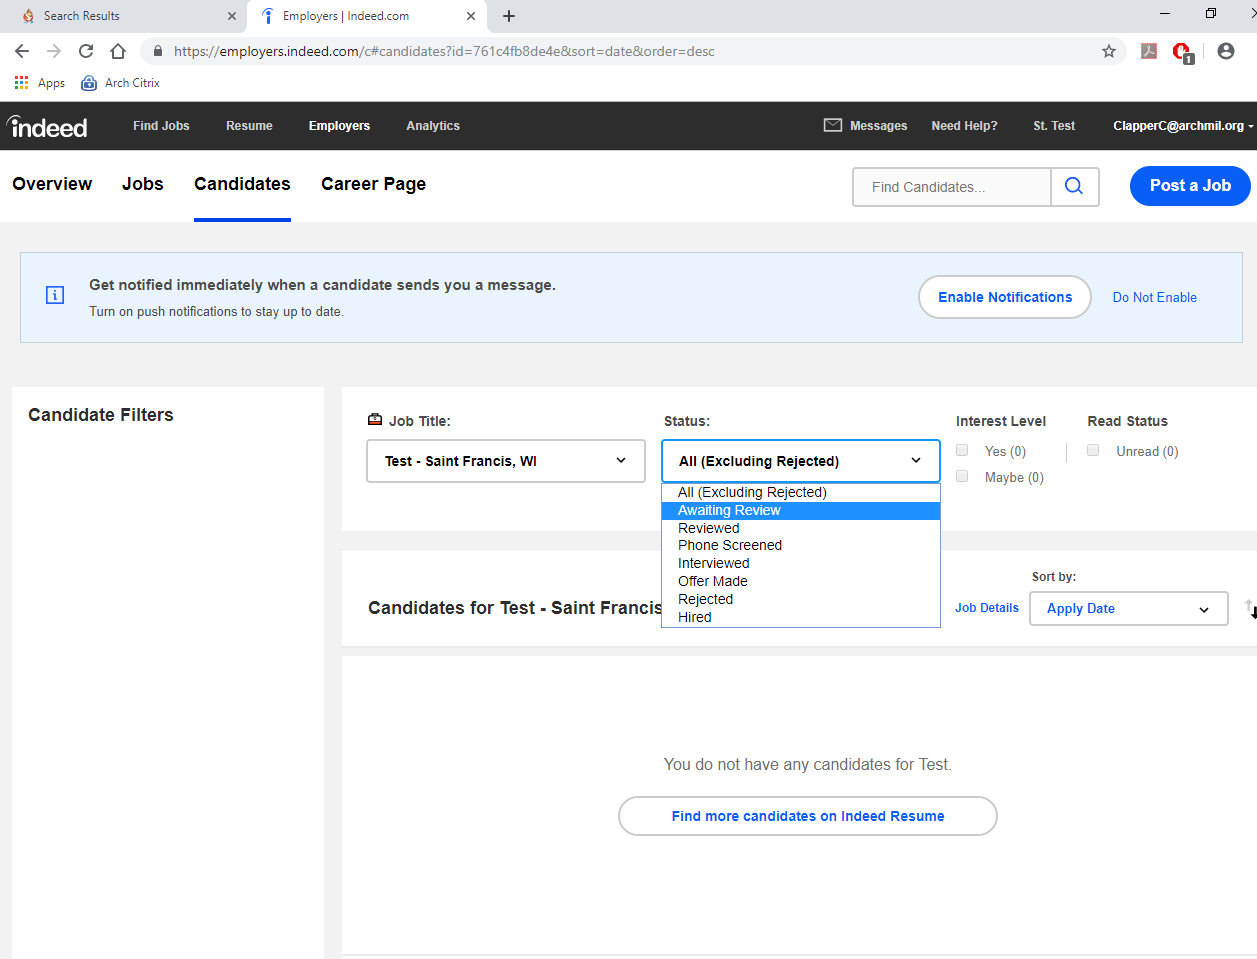 Search Results
Employers | Indeed.com
https://employers.indeed.com/c#candidates?id=761c4fb8de4e&sort=date&order=desc
1
Apps
Arch Citrix
indeed
Find Jobs
Resume
Employers
Analytics
Messages
Need Help?
St. Test
ClapperC@archmil.org
Overview
Jobs
Candidates
Career Page
Find Candidates...
Post a Job
i
Get notified immediately when a candidate sends you a message.
Turn on push notifications to stay up to date.
Enable Notifications
Do Not Enable
Candidate Filters
Job Title:
Test - Saint Francis, WI
Status:
All (Excluding Rejected)
All (Excluding Rejected)
Awaiting Review
Reviewed
Phone Screened
Interviewed
Offer Made
Rejected
Hired
Interest Level
Yes (0)
Maybe (0)
Read Status
Unread (0)
Candidates for Test - Saint Francis
Job Details
Sort by:
Apply Date
You do not have any candidates for Test.
Find more candidates on Indeed Resume